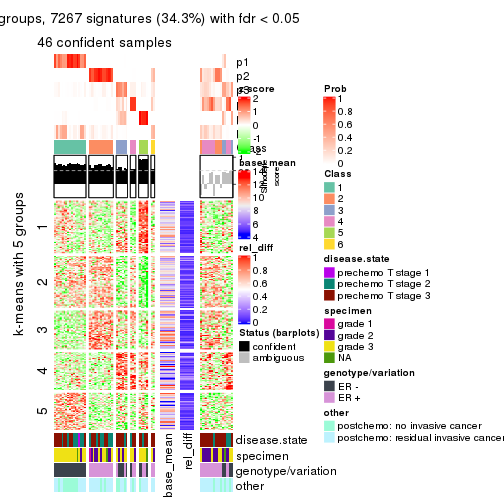 groups, 7267 signatures (34.3%) with fdr < 0.05
46 confident samples
p1
p2
z-score
2
1
0
-1
base_mean
14
12
10
8
6
4
rel_diff
1
0.8
0.6
0.4
0.2
0
Status (barplots)
confident
ambiguous
Prob
1
0.8
0.6
0.4
0.2
0
Class
1
2
3
4
5
6
disease.state
prechemo T stage 1
prechemo T stage 2
prechemo T stage 3
specimen
grade 1
grade 2
grade 3
NA
genotype/variation
ER -
ER +
other
postchemo: no invasive cancer
postchemo: residual invasive cancer
k-means with 5 groups
1
2
3
4
5
disease.state
specimen
genotype/variation
other
base_mean
rel_diff